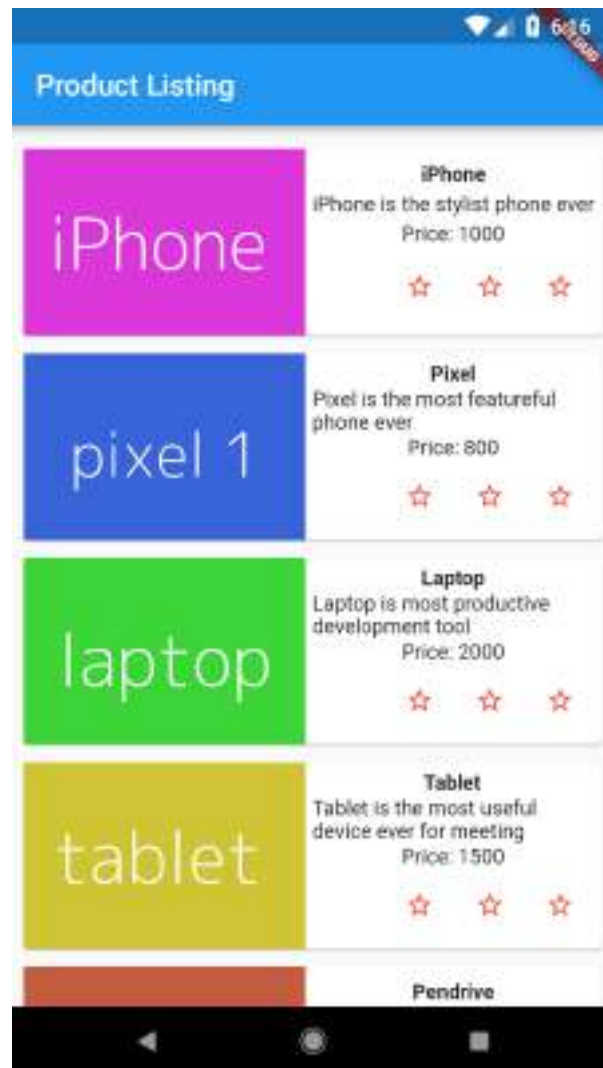 6:16
Product Listing
iPhone
iPhone
iPhone is the stylist phone ever
Price: 1000
pixel 1
Pixel
Pixel is the most featureful
phone ever
Price: 800
laptop
Laptop
Laptop is most productive
development tool
Price: 2000
tablet
Tablet
Tablet is the most useful
device ever for meeting
Price: 1500
Pendrive